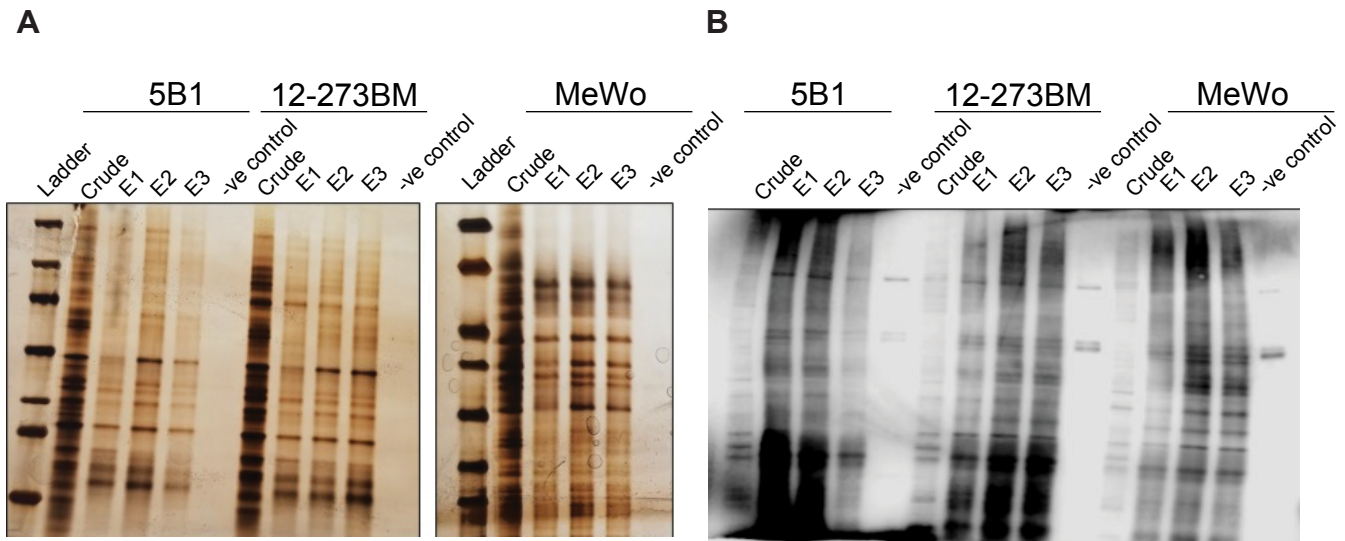 A
B
5B1
12-273BM
MeWo
5B1
12-273BM
MeWo
Ladder
Crude
E1
E2
E3
-ve control
Crude
E1
E2
E3
-ve control
Ladder
Crude
E1
E2
E3
-ve control
Crude
E1
E2
E3
-ve control
Crude
E1
E2
E3
-ve control
Crude
E1
E2
E3
-ve control